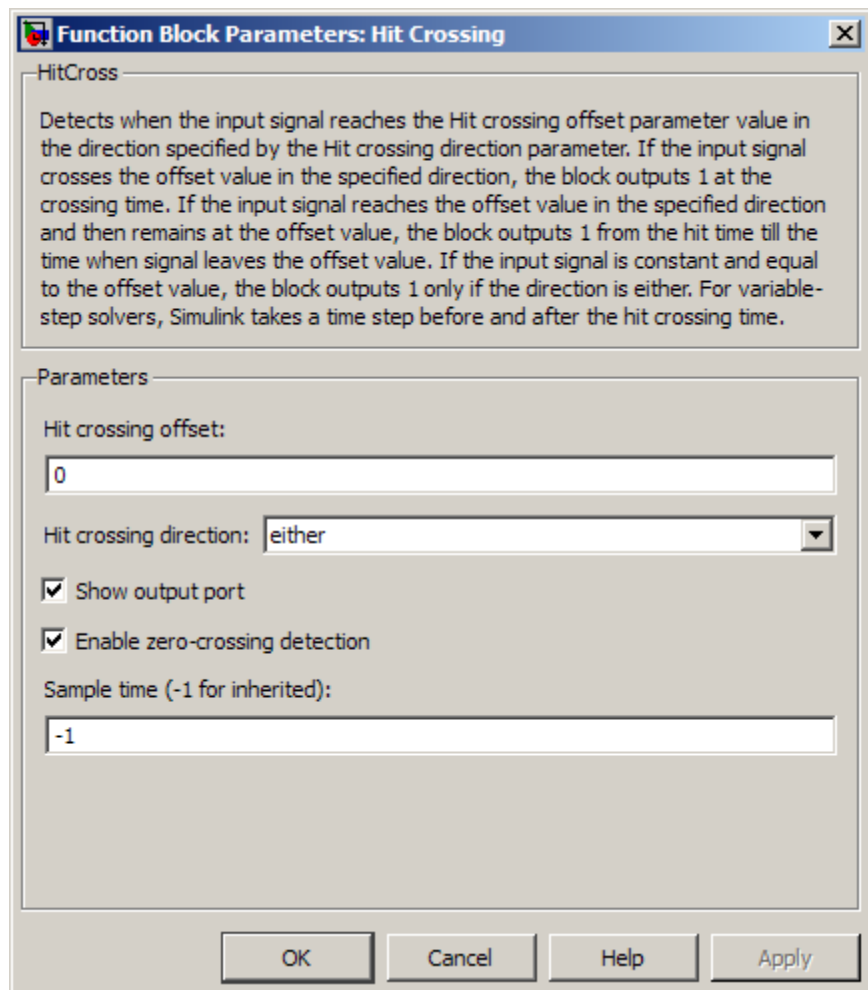 Function Block Parameters: Hit Crossing
HitCross
Detects when the input signal reaches the Hit crossing offset parameter value in
the direction specified by the Hit crossing direction parameter. If the input signal
crosses the offset value in the specified direction, the block outputs 1 at the
crossing time. If the input signal reaches the offset value in the specified direction
and then remains at the offset value, the block outputs 1 from the hit time till the
time when signal leaves the offset value. If the input signal is constant and equal
to the offset value, the block outputs 1 only if the direction is either. For variable-
step solvers, Simulink takes a time step before and after the hit crossing time.
Parameters
Hit crossing offset:
0
Hit crossing direction: either
Show output port
Enable zero-crossing detection
Sample time (-1 for inherited):
-1
OK Cancel Help Apply